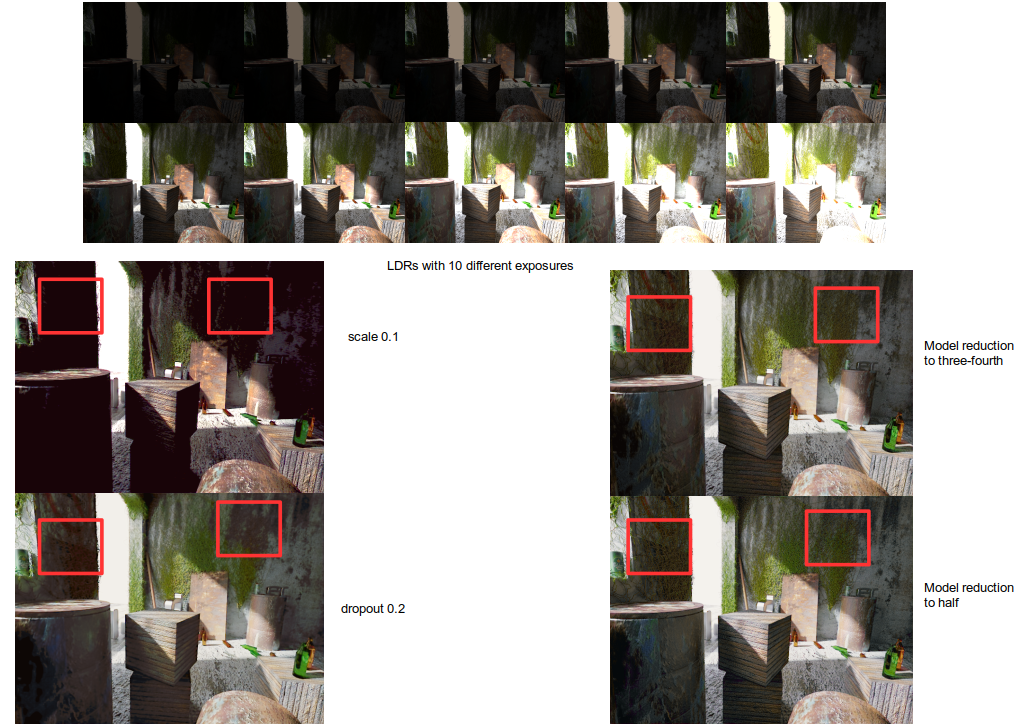 LDRs with 10 different exposures
scale 0.1
Model reduction
to three-fourth
dropout 0.2
Model reduction
to half